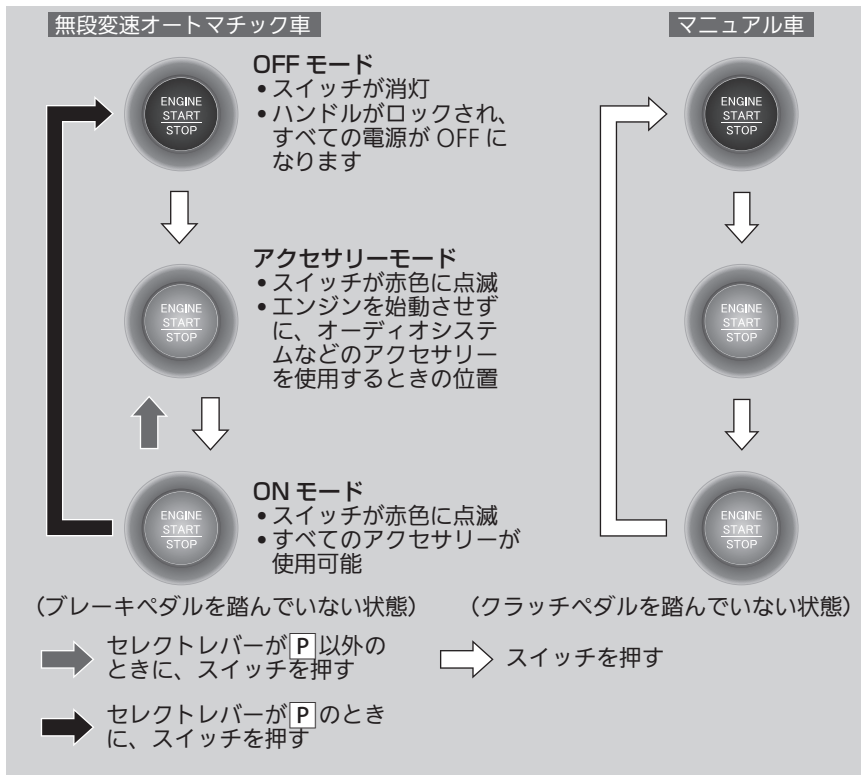 無段変速オートマチック車
マニュアル車
ENGINE
START
STOP
OFF モード
•スイッチが消灯
•ハンドルがロックされ、
すべての電源が OFF に
なります
ENGINE
START
STOP
ENGINE
START
STOP
アクセサリーモード
•スイッチが赤色に点滅
•エンジンを始動させず
に、オーディオシステ
ムなどのアクセサリー
を使用するときの位置
ENGINE
START
STOP
ENGINE
START
STOP
ON モード
•スイッチが赤色に点滅
•すべてのアクセサリーが
使用可能
ENGINE
START
STOP
（ブレーキペダルを踏んでいない状態）
（クラッチペダルを踏んでいない状態）
セレクトレバーが P 以外の
ときに、スイッチを押す
スイッチを押す
セレクトレバーが P のとき
に、スイッチを押す